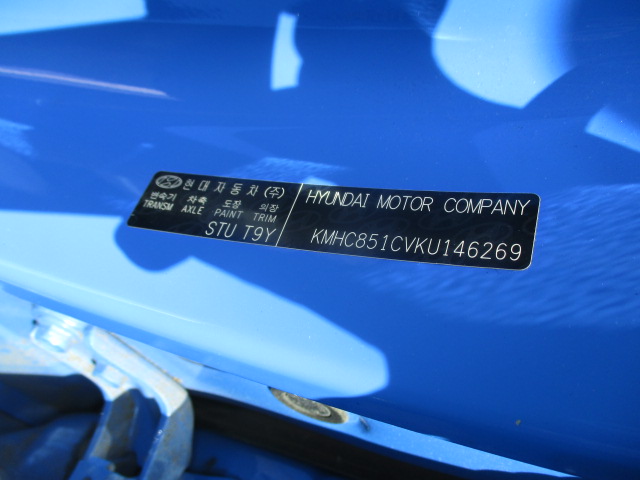 현대자동차(주)
변속기 차축 도장 의장
TRANSM AXLE PAINT TRIM
STU T9Y
HYUNDAI MOTOR COMPANY
KMHC851CVKU146269